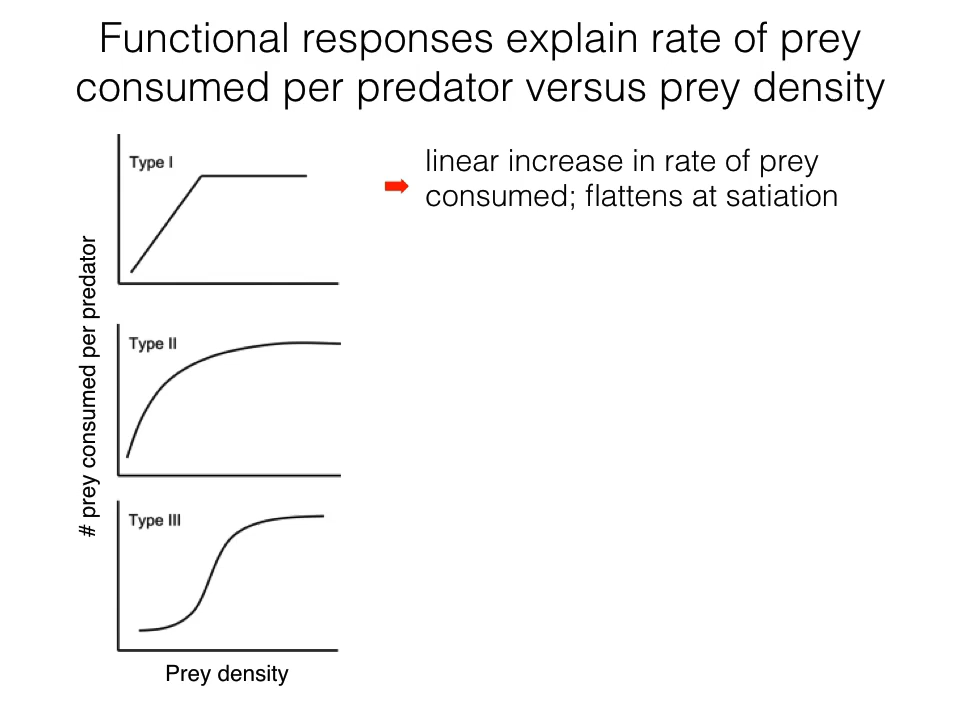 Functional responses explain rate of prey
consumed per predator versus prey density
Type I
linear increase in rate of prey
consumed; flattens at satiation
# prey consumed per predator
Type II
Type III
Prey density